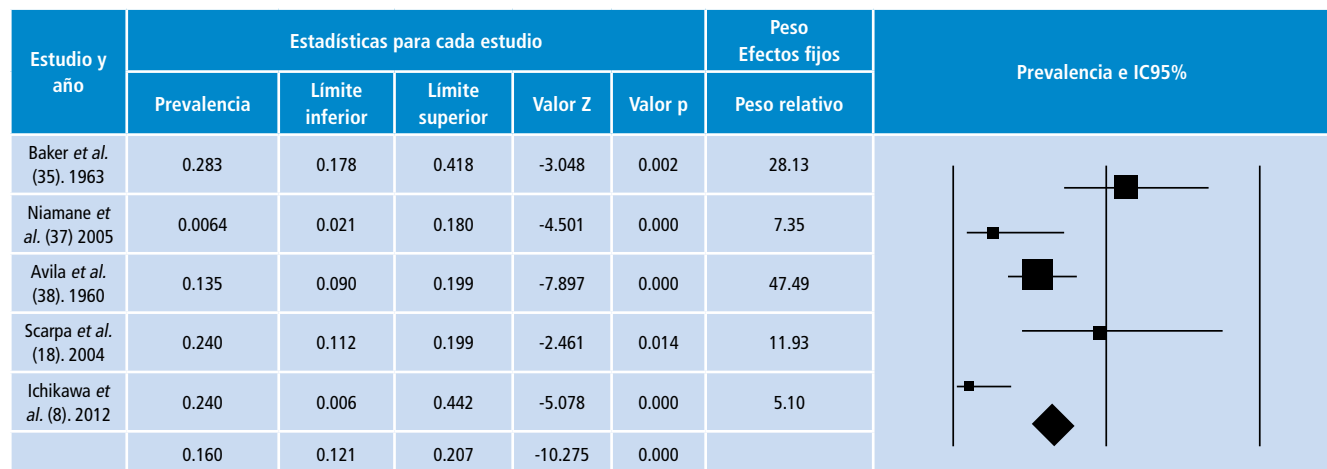 Estudio y año
Estadísticas para cada estudio
Peso
Efectos fijos
Prevalencia e IC95%
Prevalencia
Límite inferior
Límite superior
Valor Z
Valor p
Peso relativo
Baker et al. (35). 1963
0.283
0.178
0.418
-3.048
0.002
28.13
Niamane et al. (37) 2005
0.0064
0.021
0.180
-4.501
0.000
7.35
Avila et al. (38). 1960
0.135
0.090
0.199
-7.897
0.000
47.49
Scarpa et al. (18). 2004
0.240
0.112
0.199
-2.461
0.014
11.93
Ichikawa et al. (8). 2012
0.240
0.006
0.442
-5.078
0.000
5.10
0.160
0.121
0.207
-10.275
0.000